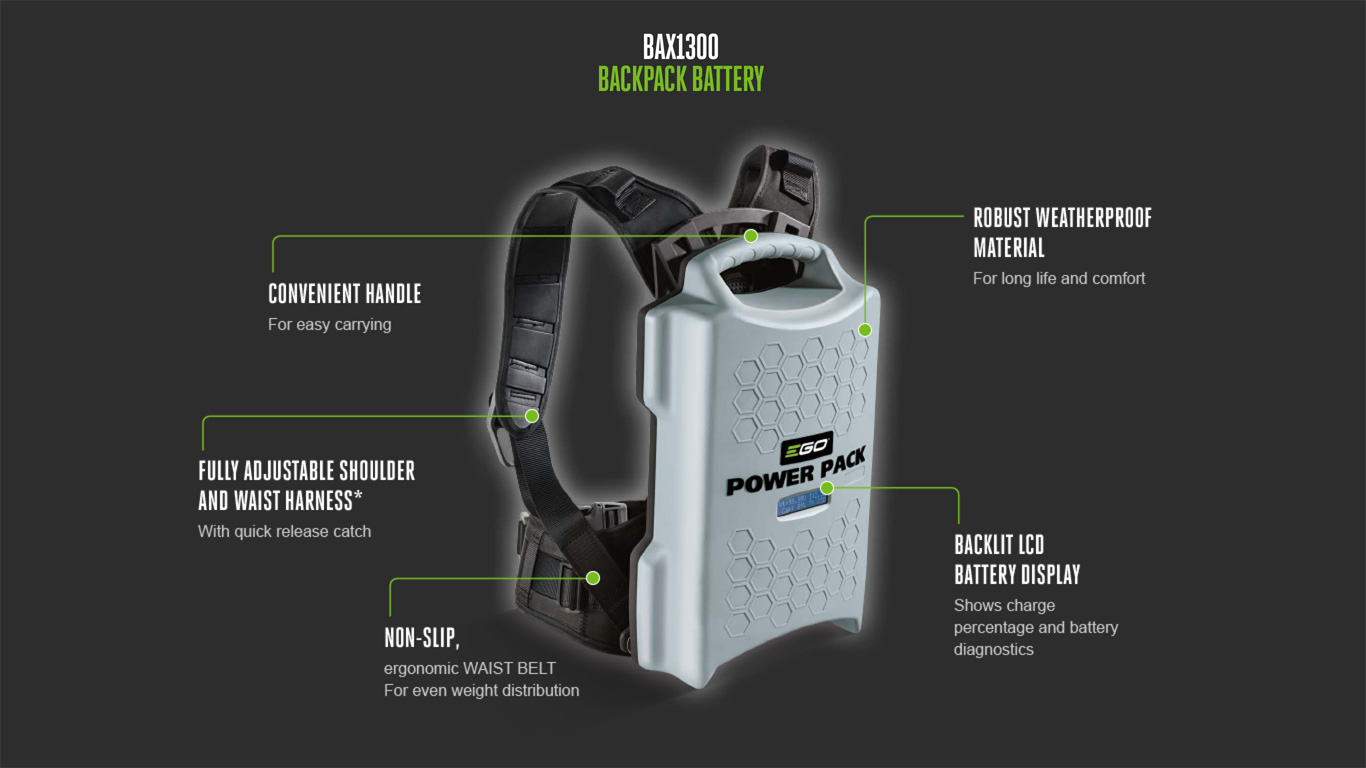 BAX1300
BACKPACK BATTERY
ROBUST WEATHERPROOF
MATERIAL
For long life and comfort
CONVENIENT HANDLE
For easy carrying
EGO
POWER PACK
FULLY ADJUSTABLE SHOULDER
AND WAIST HARNESS*
With quick release catch
BACKLIT LCD
BATTERY DISPLAY
Shows charge
percentage and battery
diagnostics
NON-SLIP,
ergonomic WAIST BELT
For even weight distribution